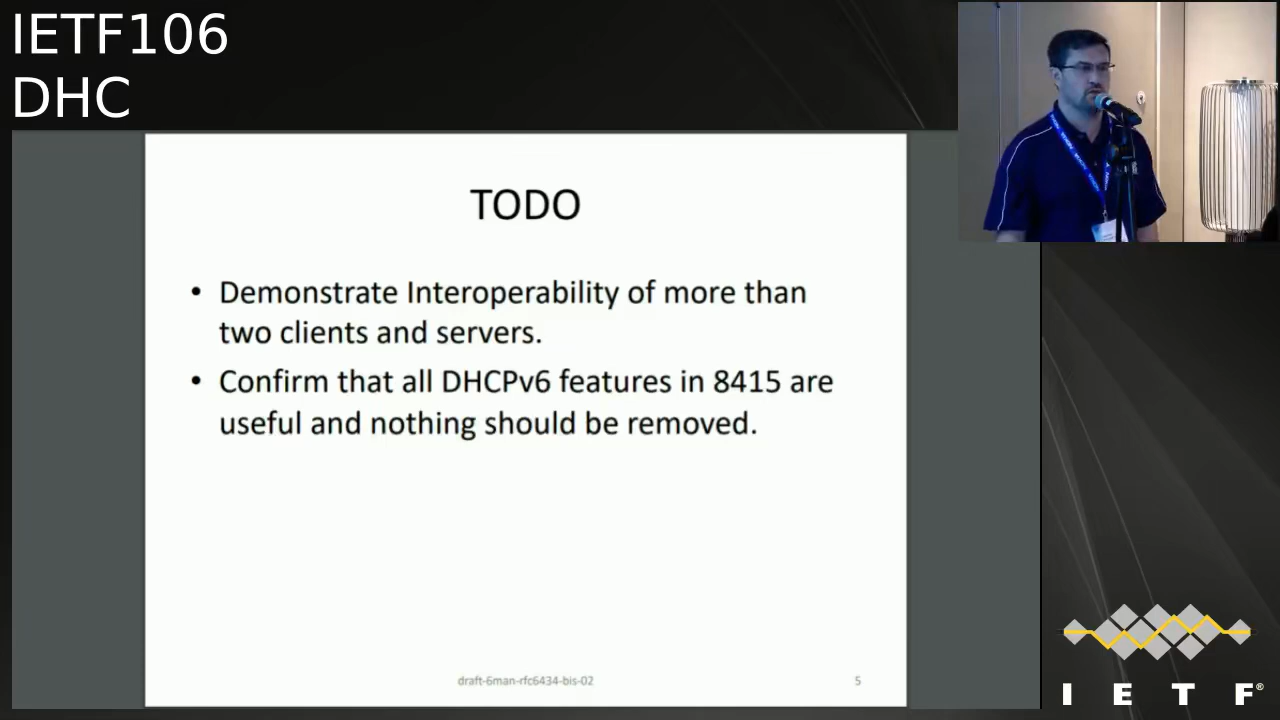 IETF106
DHC
TODO
• Demonstrate Interoperability of more than
two clients and servers.
• Confirm that all DHCPv6 features in 8415 are
useful and nothing should be removed.
draft-6man-rfc6434-bis-02
5
I E T F®